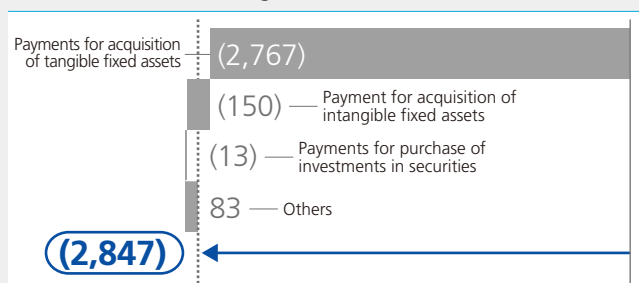 Payments for acquisition
of tangible fixed assets
(2,767)
(150)
Payment for acquisition of
intangible fixed assets
(13)
Payments for purchase of
investments in securities
83
Others
(2,847)